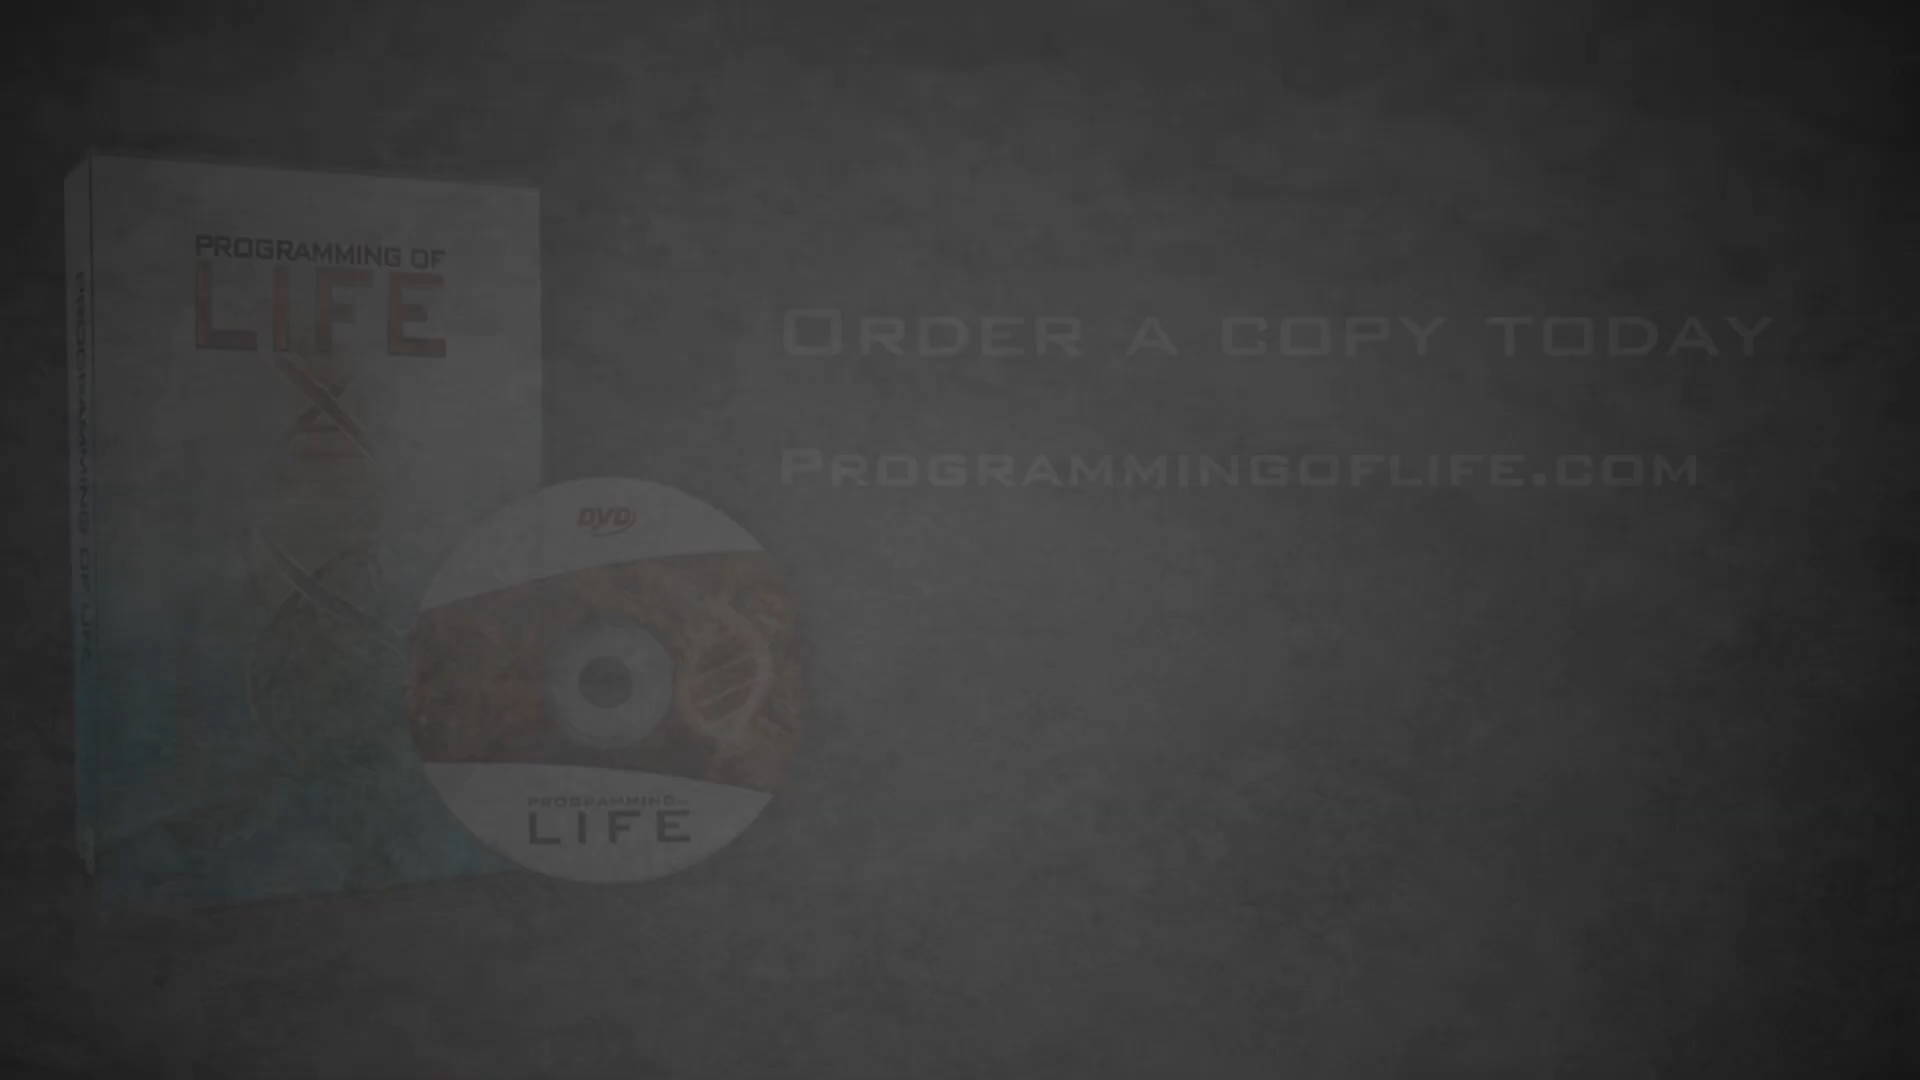 PROGRAMMING OF
LIFE
PROGRAMMING OF LIFE
ORDER A COPY TODAY
PROGRAMMINGOFLIFE.COM
DVD
PROGRAMMING OF
LIFE